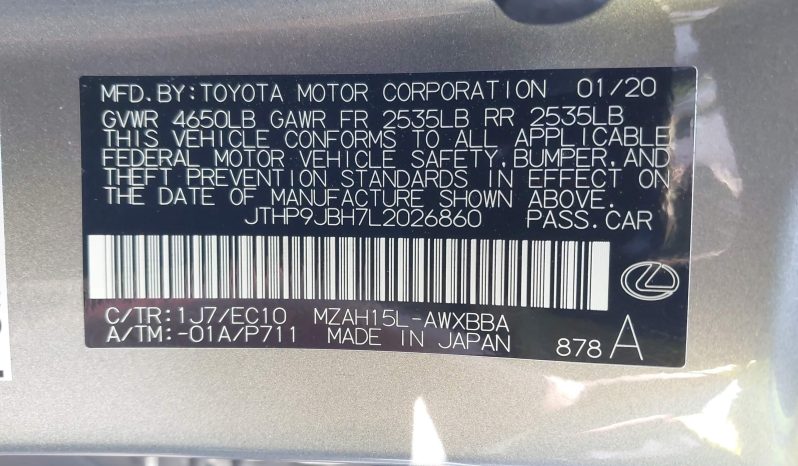 MFD.BY:TOYOTA MOTOR CORPORATION 01/20
GVWR 4650LB GAWR FR 2535LB RR 2535LB
THIS VEHICLE CONFORMS TO ALL APPLICABLE
FEDERAL MOTOR VEHICLE SAFETY,BUMPER,AND
THEFT PREVENTION STANDARDS IN EFFECT ON
THE DATE OF MANUFACTURE SHOWN ABOVE.
JTHP9JBH7L2026860 PASS.CAR
C/TR:1J7/EC10 MZAH15L-AWXBBA
A/TM:-01A/P711 MADE IN JAPAN 878 A